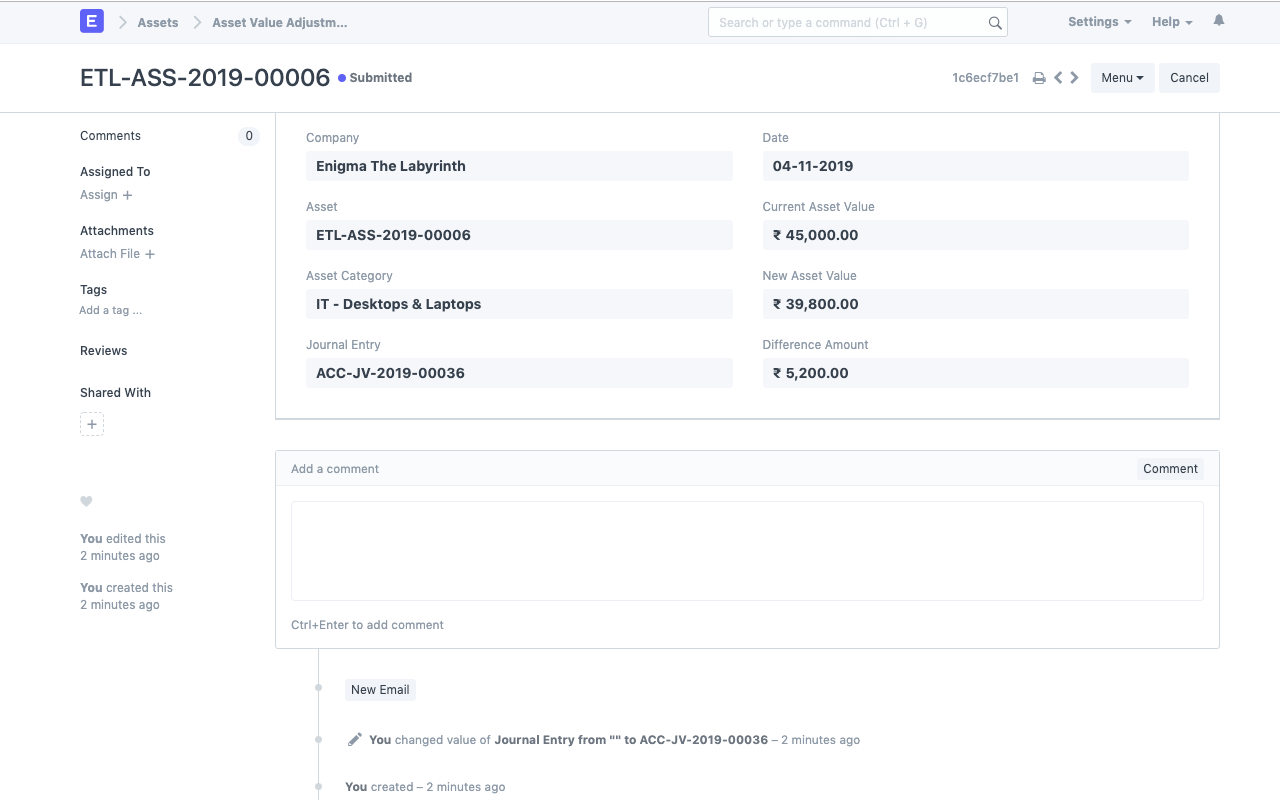 E Assets Asset Value Adjustm... Search or type a command (Ctrl + G) Settings Help
ETL-ASS-2019-00006 Submitted 1c6ecf7be1 Menu Cancel
Comments 0
Assigned To
Assign +
Attachments
Attach File +
Tags
Add a tag ...
Reviews
Shared With
+
You edited this
2 minutes ago
You created this
2 minutes ago
Company
Enigma The Labyrinth
Asset
ETL-ASS-2019-00006
Asset Category
IT - Desktops & Laptops
Journal Entry
ACC-JV-2019-00036
Date
04-11-2019
Current Asset Value
₹ 45,000.00
New Asset Value
₹ 39,800.00
Difference Amount
₹ 5,200.00
Add a comment Comment
Ctrl+Enter to add comment
New Email
You changed value of Journal Entry from "" to ACC-JV-2019-00036 – 2 minutes ago
You created – 2 minutes ago